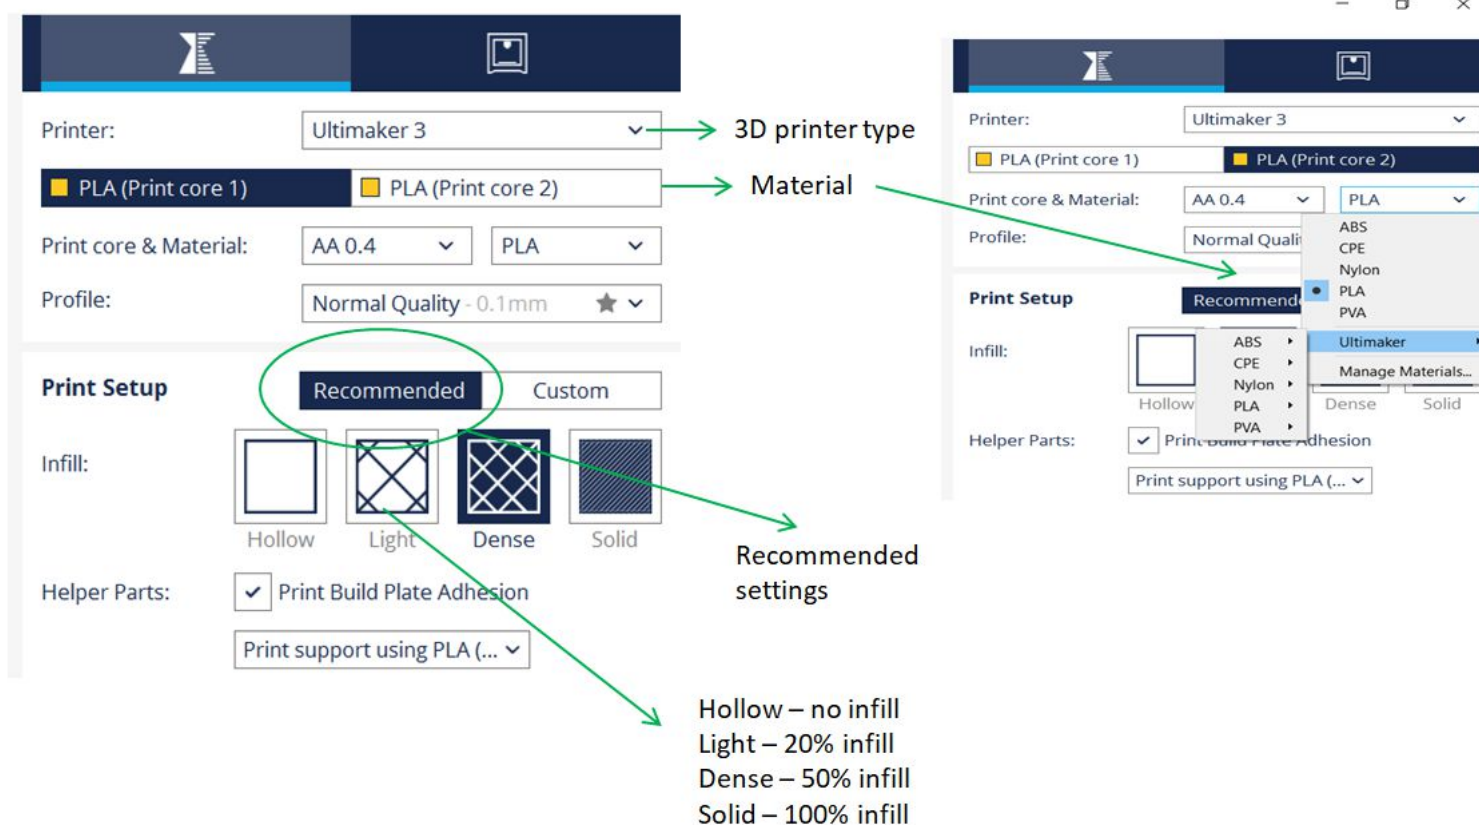 Printer:
Ultimaker 3
PLA (Print core 1)
PLA (Print core 2)
Print core & Material:
AA 0.4
PLA
Profile:
Normal Quality - 0.1mm
Print Setup
Recommended
Custom
Infill:
Hollow
Light
Dense
Solid
Helper Parts:
Print Build Plate Adhesion
Print support using PLA (...
3D printer type
Material
Recommended
settings
Hollow – no infill
Light – 20% infill
Dense – 50% infill
Solid – 100% infill
Printer:
Ultimaker 3
PLA (Print core 1)
PLA (Print core 2)
Print core & Material:
AA 0.4
PLA
Profile:
Normal Quali
ABS
CPE
Nylon
PLA
PVA
Ultimaker
Manage Materials...
Print Setup
Recommende
Infill:
ABS
CPE
Nylon
PLA
PVA
Hollow
Dense
Solid
Helper Parts:
Print Build Plate Adhesion
Print support using PLA (...